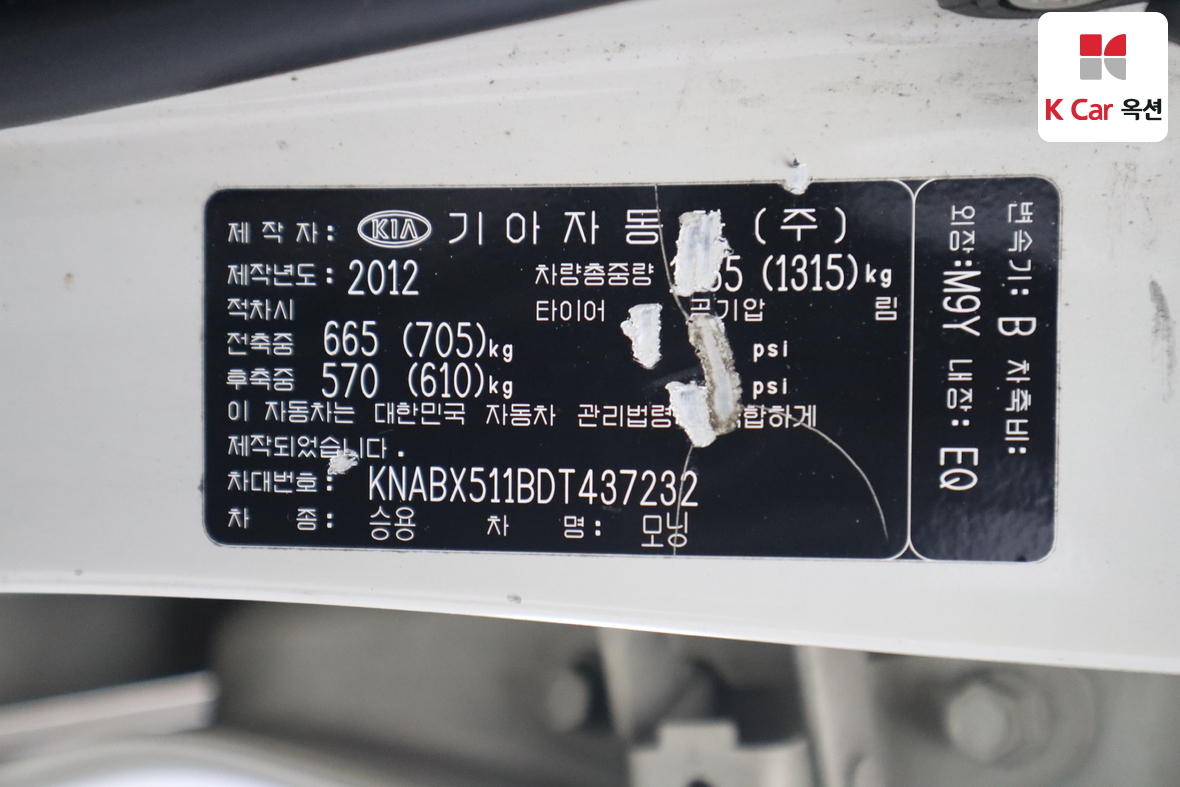 K Car 옥션
제 작 자: KIA 기 아 자 동 (주)
제작년도: 2012 차량총중량 (1315)kg
적차시 타이어 공기압 림
전축중 665 (705)kg psi
후축중 570 (610)kg psi
이 자동차는 대한민국 자동차 관리법령
제작되었습니다.
차대번호: KNABX511BDT437232
차 종: 승용 차 명: 모닝
변속기: B 차축비:
외장:M9Y 내장: EQ